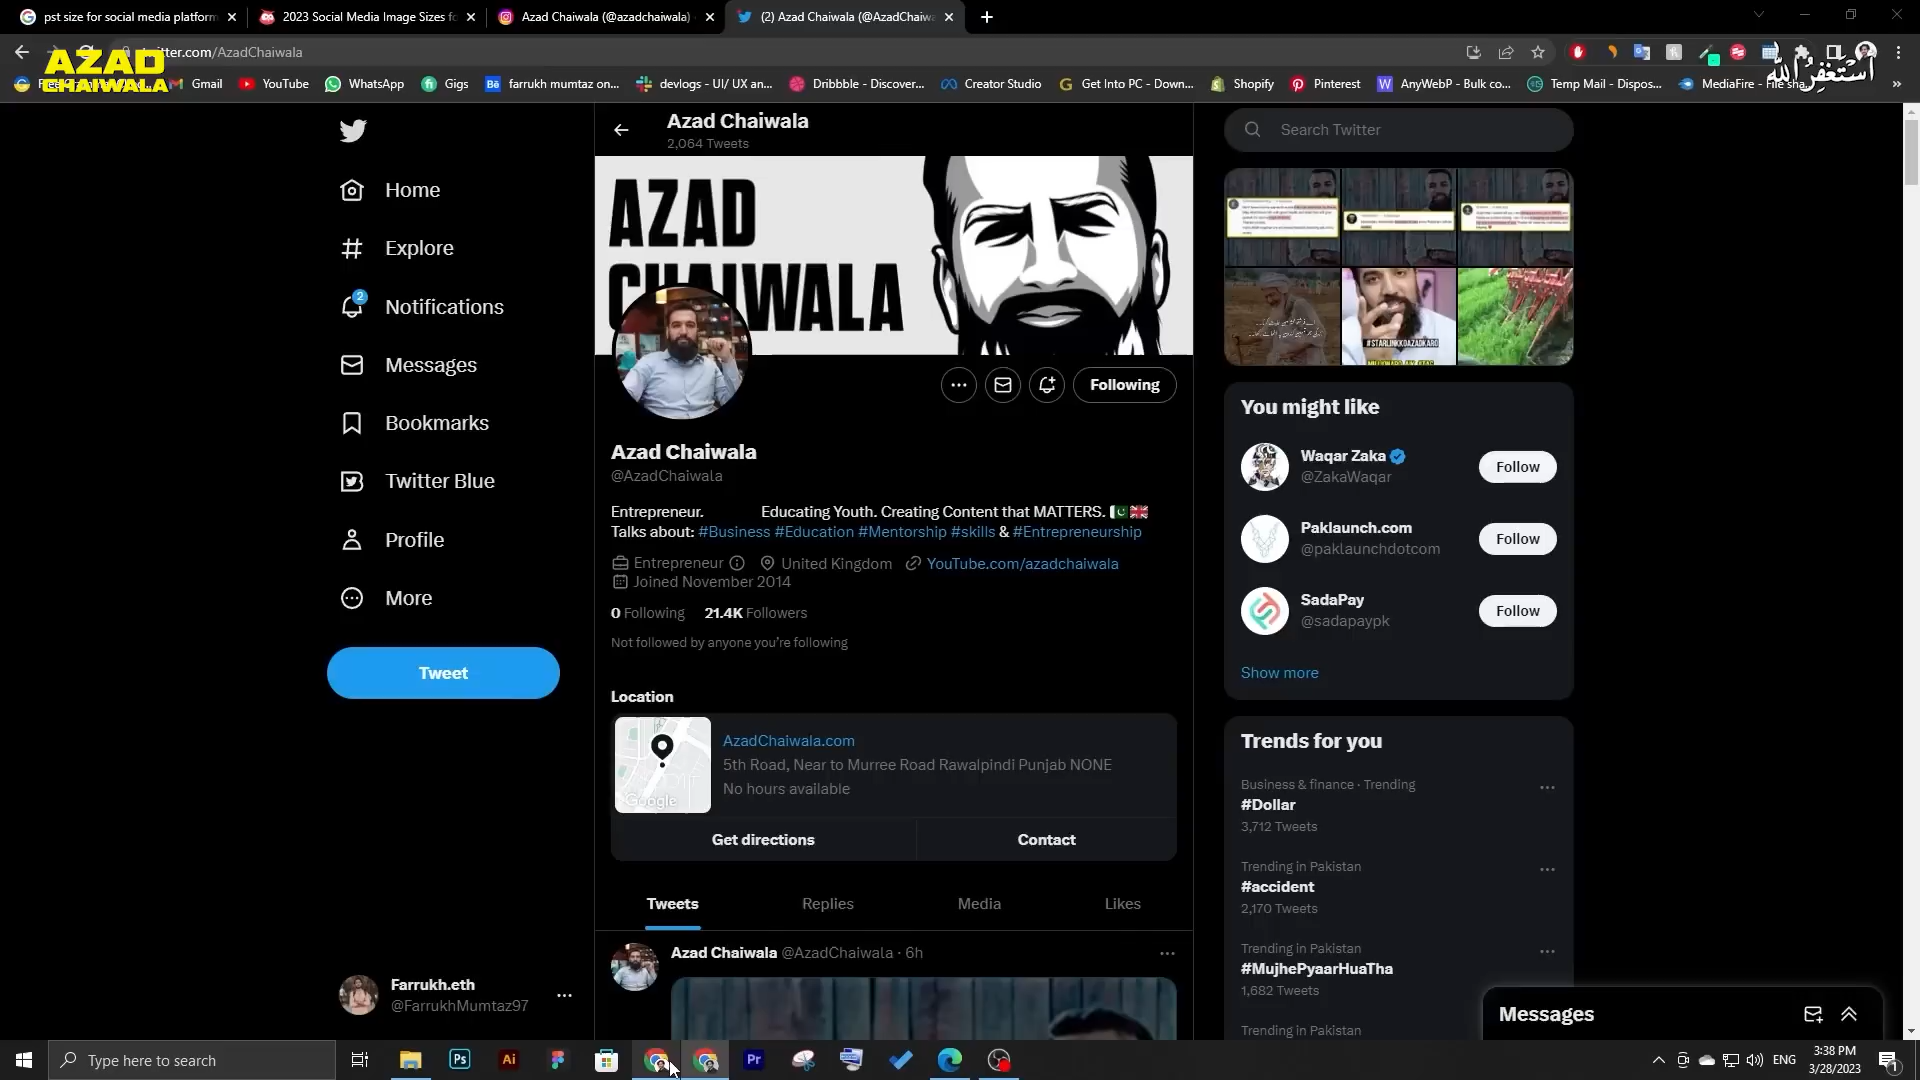 pst size for social media platform
2023 Social Media Image Sizes fo
Azad Chaiwala (@azadchaiwala)
(2) Azad Chaiwala (@AzadChaiwa
twitter.com/AzadChaiwala
AZAD
CHAIWALA
أستغفر الله
Gmail
YouTube
WhatsApp
Gigs
farrukh mumtaz on...
devlogs - UI/ UX an...
Dribbble - Discover...
Creator Studio
Get Into PC - Down...
Shopify
Pinterest
AnyWebP - Bulk co...
Temp Mail - Dispos...
MediaFire - File sha...
Azad Chaiwala
2,064 Tweets
Search Twitter
Home
Explore
2
Notifications
Messages
Bookmarks
Twitter Blue
Profile
More
Tweet
Farrukh.eth
@FarrukhMumtaz97
AZAD
CHAIWALA
Following
Azad Chaiwala
@AzadChaiwala
Entrepreneur. Educating Youth. Creating Content that MATTERS. 🇵🇰🇬🇧
Talks about: #Business #Education #Mentorship #skills & #Entrepreneurship
Entrepreneur United Kingdom YouTube.com/azadchaiwala
Joined November 2014
0 Following 21.4K Followers
Not followed by anyone you're following
Location
Google
AzadChaiwala.com
5th Road, Near to Murree Road Rawalpindi Punjab NONE
No hours available
Get directions
Contact
Tweets
Replies
Media
Likes
Azad Chaiwala @AzadChaiwala · 6h
#STARLINKKOAZADKARO
You might like
Waqar Zaka
@ZakaWaqar
Follow
Paklaunch.com
@paklaunchdotcom
Follow
SadaPay
@sadapaypk
Follow
Show more
Trends for you
Business & finance · Trending
#Dollar
3,712 Tweets
Trending in Pakistan
#accident
2,170 Tweets
Trending in Pakistan
#MujhePyaarHuaTha
1,682 Tweets
Trending in Pakistan
Messages
Type here to search
Ps
Ai
Pr
ENG
3:38 PM
3/28/2023
1